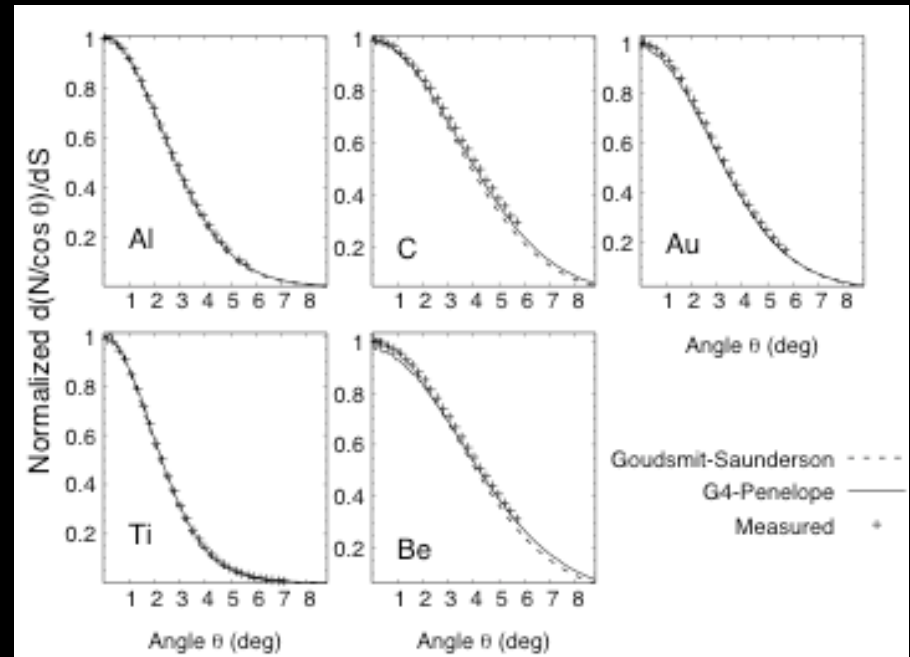 Normalized d(N/cos θ)/dS
1
0.8
0.6
0.4
0.2
Al
1 2 3 4 5 6 7 8
1
0.8
0.6
0.4
0.2
C
1 2 3 4 5 6 7 8
1
0.8
0.6
0.4
0.2
Au
1 2 3 4 5 6 7 8
Angle θ (deg)
1
0.8
0.6
0.4
0.2
Ti
1 2 3 4 5 6 7 8
Angle θ (deg)
1
0.8
0.6
0.4
0.2
Be
1 2 3 4 5 6 7 8
Angle θ (deg)
Goudsmit-Saunderson
G4-Penelope
Measured